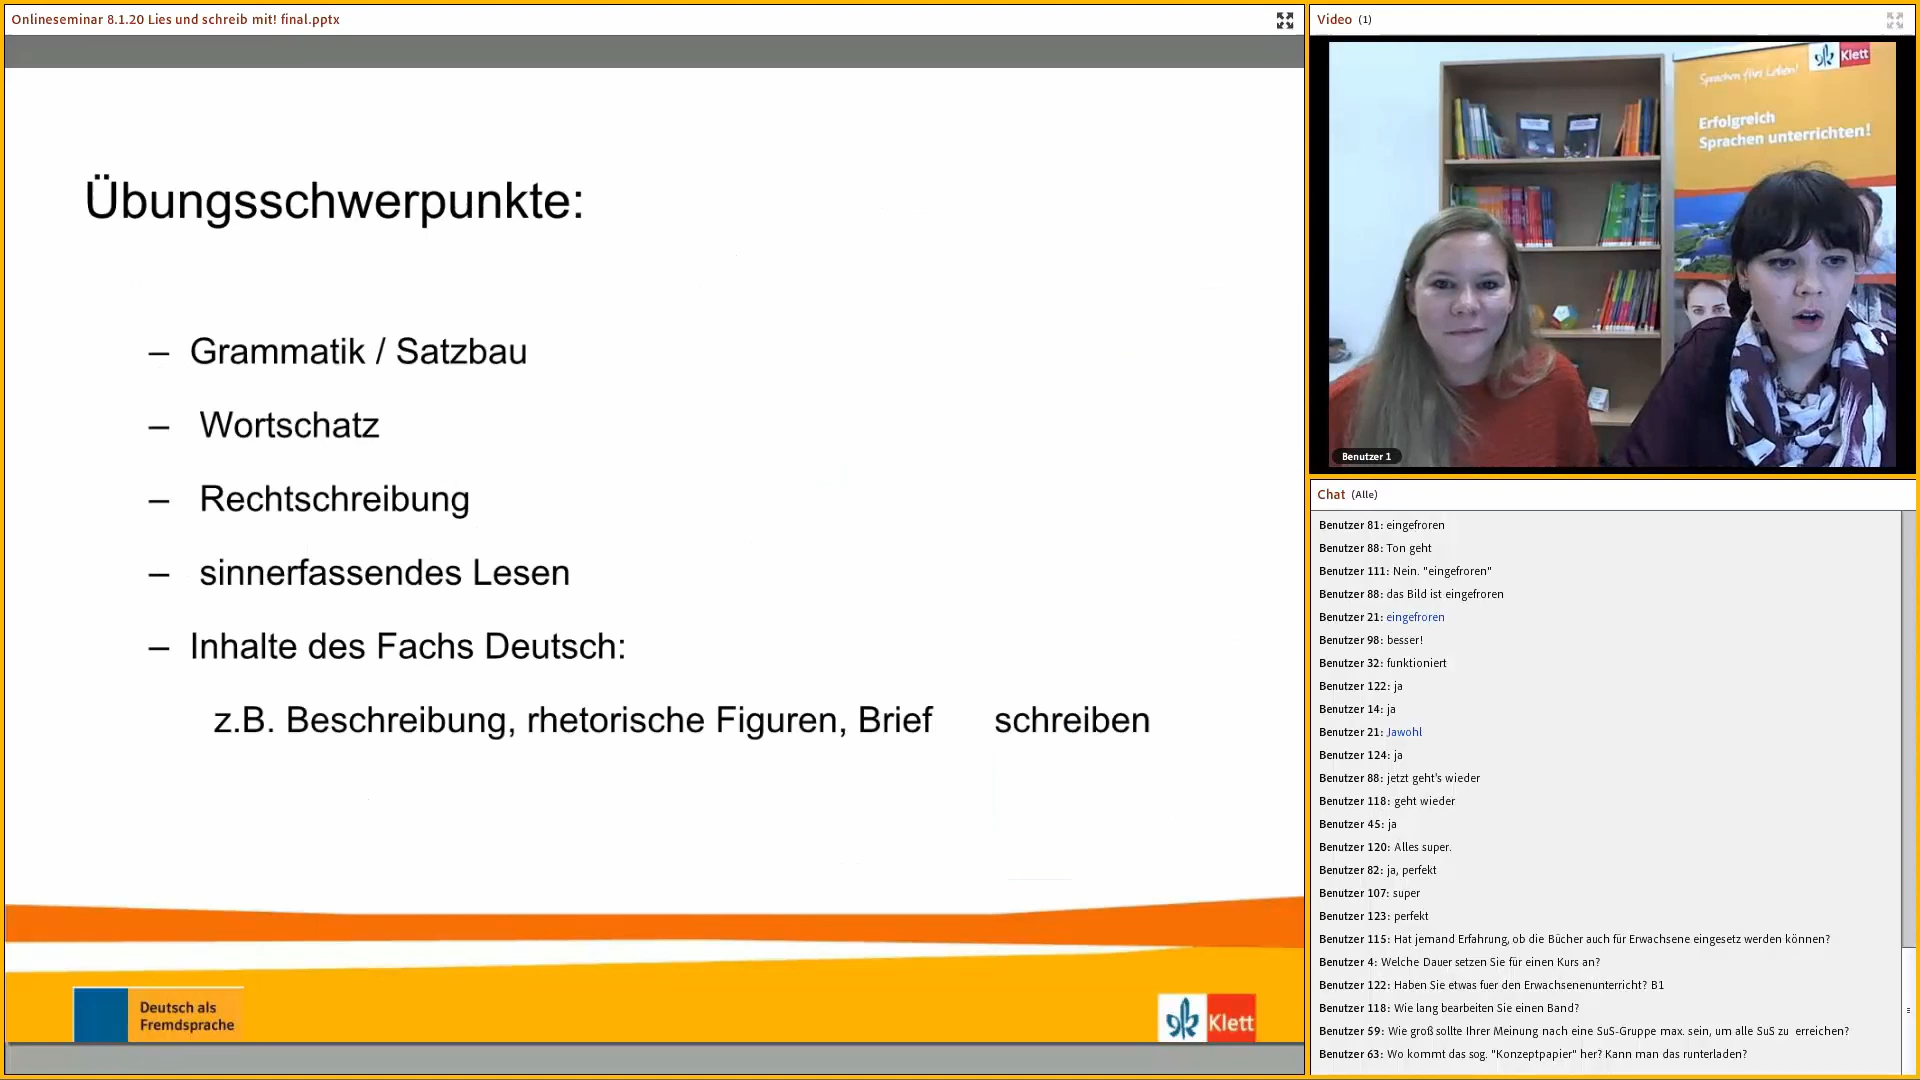 Onlineseminar 8.1.20 Lies und schreib mit! final.pptx
Übungsschwerpunkte:
– Grammatik / Satzbau
– Wortschatz
– Rechtschreibung
– sinnerfassendes Lesen
– Inhalte des Fachs Deutsch:
z.B. Beschreibung, rhetorische Figuren, Brief schreiben
Deutsch als
Fremdsprache
Klett
Video (1)
Klett
Sprachen fürs Leben!
Erfolgreich
Sprachen unterrichten!
Benutzer 1
Chat (Alle)
Benutzer 81: eingefroren
Benutzer 88: Ton geht
Benutzer 111: Nein. "eingefroren"
Benutzer 88: das Bild ist eingefroren
Benutzer 21: eingefroren
Benutzer 98: besser!
Benutzer 32: funktioniert
Benutzer 122: ja
Benutzer 14: ja
Benutzer 21: Jawohl
Benutzer 124: ja
Benutzer 88: jetzt geht's wieder
Benutzer 118: geht wieder
Benutzer 45: ja
Benutzer 120: Alles super.
Benutzer 82: ja, perfekt
Benutzer 107: super
Benutzer 123: perfekt
Benutzer 115: Hat jemand Erfahrung, ob die Bücher auch für Erwachsene eingesetz werden können?
Benutzer 4: Welche Dauer setzen Sie für einen Kurs an?
Benutzer 122: Haben Sie etwas fuer den Erwachsenenunterricht? B1
Benutzer 118: Wie lang bearbeiten Sie einen Band?
Benutzer 59: Wie groß sollte Ihrer Meinung nach eine SuS-Gruppe max. sein, um alle SuS zu erreichen?
Benutzer 63: Wo kommt das sog. "Konzeptpapier" her? Kann man das runterladen?